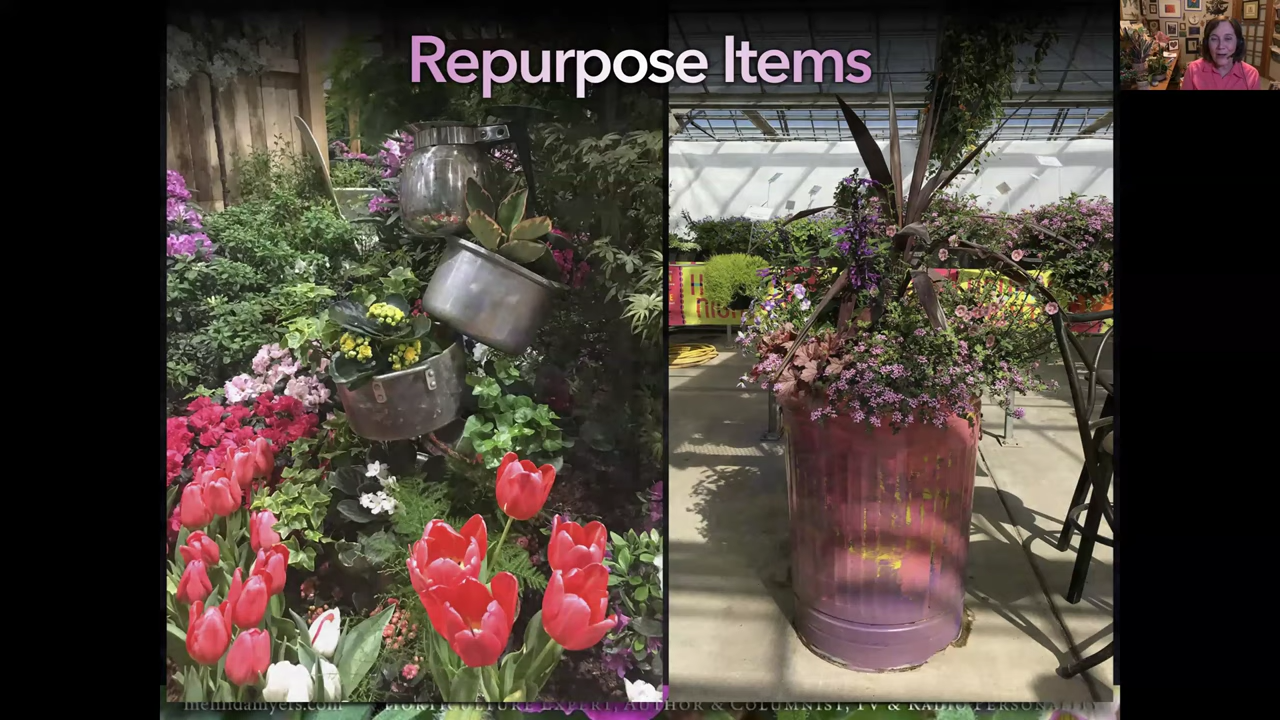 Repurpose Items
melindamyers.com HORTICULTURE EXPERT, AUTHOR & COLUMNIST, TV & RADIO PERSONALITY